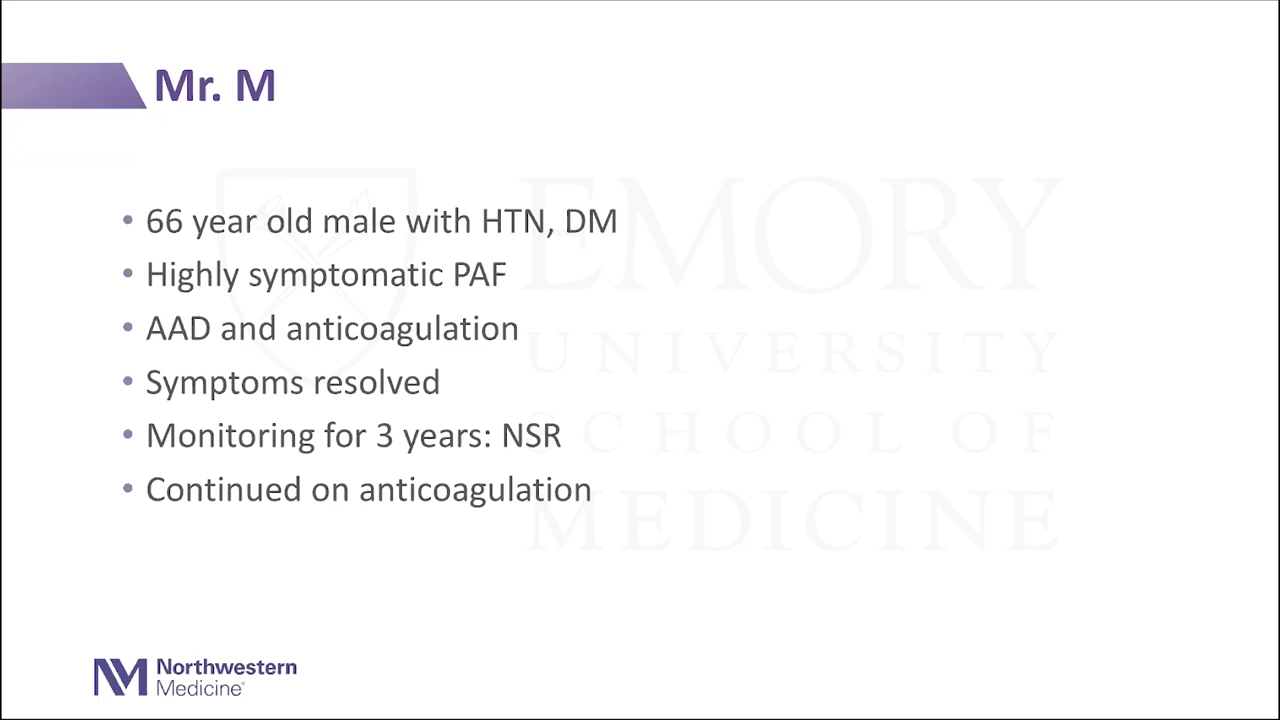 Mr. M
• 66 year old male with HTN, DM
• Highly symptomatic PAF
• AAD and anticoagulation
• Symptoms resolved
• Monitoring for 3 years: NSR
• Continued on anticoagulation
EMORY
UNIVERSITY
SCHOOL OF
MEDICINE
NM Northwestern
Medicine